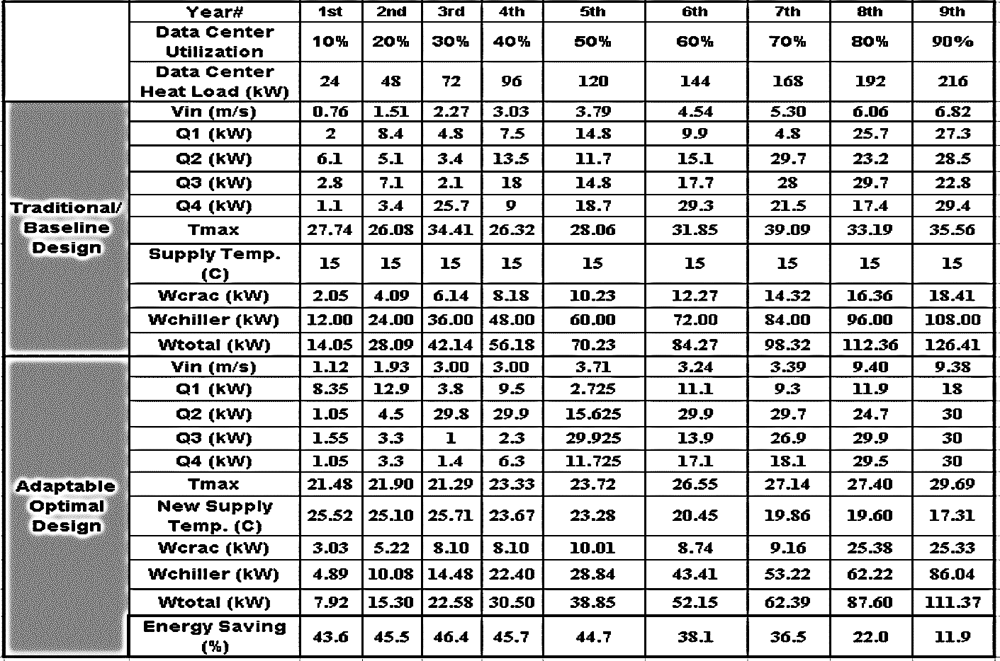 Year# 1st 2nd 3rd 4th 5th 6th 7th 8th 9th
Data Center Utilization 10% 20% 30% 40% 50% 60% 70% 80% 90%
Data Center Heat Load (kW) 24 48 72 96 120 144 168 192 216
Traditional/
Baseline
Design
Vin (m/s) 0.76 1.51 2.27 3.03 3.79 4.54 5.30 6.06 6.82
Q1 (kW) 2 8.4 4.8 7.5 14.8 9.9 4.8 25.7 27.3
Q2 (kW) 6.1 5.1 3.4 13.5 11.7 15.1 29.7 23.2 28.5
Q3 (kW) 2.8 7.1 2.1 18 14.8 17.7 28 29.7 22.8
Q4 (kW) 1.1 3.4 25.7 9 18.7 29.3 21.5 17.4 29.4
Tmax 27.74 26.08 34.41 26.32 28.06 31.85 39.09 33.19 35.56
Supply Temp. (C) 15 15 15 15 15 15 15 15 15
Wcrac (kW) 2.05 4.09 6.14 8.18 10.23 12.27 14.32 16.36 18.41
Wchiller (kW) 12.00 24.00 36.00 48.00 60.00 72.00 84.00 96.00 108.00
Wtotal (kW) 14.05 28.09 42.14 56.18 70.23 84.27 98.32 112.36 126.41
Adaptable
Optimal
Design
Vin (m/s) 1.12 1.93 3.00 3.00 3.71 3.24 3.39 9.40 9.38
Q1 (kW) 8.35 12.9 3.8 9.5 2.725 11.1 9.3 11.9 18
Q2 (kW) 1.05 4.5 29.8 29.9 15.625 29.9 29.7 24.7 30
Q3 (kW) 1.55 3.3 1 2.3 29.925 13.9 26.9 29.9 30
Q4 (kW) 1.05 3.3 1.4 6.3 11.725 17.1 18.1 29.5 30
Tmax 21.48 21.90 21.29 23.33 23.72 26.55 27.14 27.40 29.69
New Supply Temp. (C) 25.52 25.10 25.71 23.67 23.28 20.45 19.86 19.60 17.31
Wcrac (kW) 3.03 5.22 8.10 8.10 10.01 8.74 9.16 25.38 25.33
Wchiller (kW) 4.89 10.08 14.48 22.40 28.84 43.41 53.22 62.22 86.04
Wtotal (kW) 7.92 15.30 22.58 30.50 38.85 52.15 62.39 87.60 111.37
Energy Saving (%) 43.6 45.5 46.4 45.7 44.7 38.1 36.5 22.0 11.9